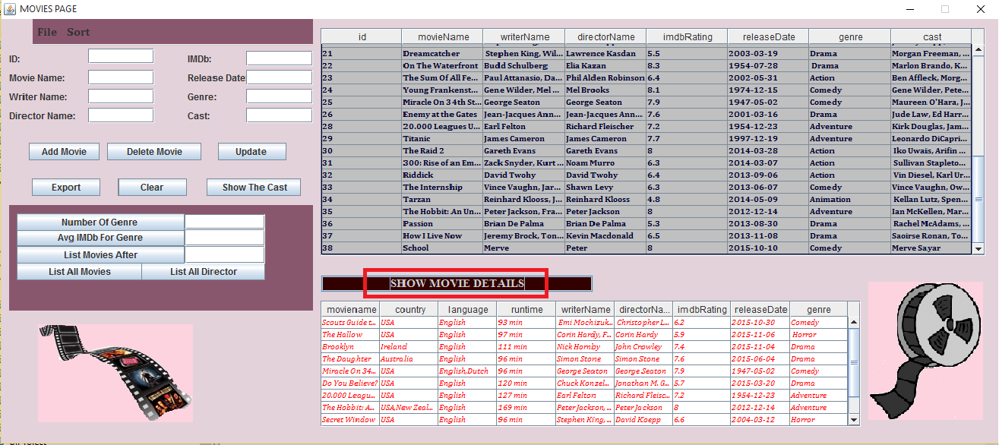 MOVIES PAGE
File Sort
ID: IMDb:
Movie Name: Release Date
Writer Name: Genre:
Director Name: Cast:
Add Movie Delete Movie Update
Export Clear Show The Cast
Number Of Genre
Avg IMDb For Genre
List Movies After
List All Movies List All Director
id movieName writerName directorName imdbRating releaseDate genre cast
21 Dreamcatcher Stephen King, Wil... Lawrence Kasdan 5.5 2003-03-19 Drama Morgan Freeman, ...
22 On The Waterfront Budd Schulberg Elia Kazan 8.3 1954-07-28 Drama Marlon Brando, K...
23 The Sum Of All Fe... Paul Attanasio, Da... Phil Alden Robinson 6.4 2002-05-31 Action Ben Affleck, Morg...
24 Young Frankenst... Gene Wilder, Mel ... Mel Brooks 8.1 1974-12-15 Comedy Gene Wilder, Pete...
25 Miracle On 34th St... George Seaton George Seaton 7.9 1947-05-02 Comedy Maureen O'Hara, J...
26 Enemy at the Gates Jean-Jacques Ann... Jean-Jacques Ann... 7.6 2001-03-16 Drama Jude Law, Ed Harr...
28 20.000 Leagues U... Earl Felton Richard Fleischer 7.2 1954-12-23 Adventure Kirk Douglas, Jam...
29 Titanic James Cameron James Cameron 7.7 1997-12-19 Adventure Leonardo DiCapri...
30 The Raid 2 Gareth Evans Gareth Evans 8 2014-03-28 Action Iko Uwais, Arifin ...
31 300: Rise of an Em... Zack Snyder, Kurt ... Noam Murro 6.3 2014-03-07 Action Sullivan Stapleto...
32 Riddick David Twohy David Twohy 6.4 2013-09-06 Action Vin Diesel, Karl Ur...
33 The Internship Vince Vaughn, Jar... Shawn Levy 6.3 2013-06-07 Comedy Vince Vaughn, Ow...
34 Tarzan Reinhard Klooss, J... Reinhard Klooss 4.8 2014-05-09 Animation Kellan Lutz, Spen...
35 The Hobbit: An Un... Peter Jackson, Fra... Peter Jackson 8 2012-12-14 Adventure Ian McKellen, Mar...
36 Passion Brian De Palma Brian De Palma 5.3 2013-08-30 Drama Rachel McAdams, ...
37 How I Live Now Jeremy Brock, Ton... Kevin Macdonald 6.5 2013-11-08 Drama Saoirse Ronan, To...
38 School Merve Peter 8 2015-10-10 Comedy Merve Sayar
SHOW MOVIE DETAILS
moviename country language runtime writerName directorNa... imdbRating releaseDate genre
Scouts Guide t... USA English 93 min Emi Mochizuk... Christopher L... 6.2 2015-10-30 Comedy
The Hallow USA English 97 min Corin Hardy, F... Corin Hardy 5.9 2015-11-06 Horror
Brooklyn Ireland English 111 min Nick Hornby John Crowley 7.4 2015-11-04 Drama
The Daughter Australia English 96 min Simon Stone Simon Stone 7.6 2015-06-04 Drama
Miracle On 34... USA English,Dutch 96 min George Seaton George Seaton 7.9 1947-05-02 Comedy
Do You Believe? USA English 120 min Chuck Konzel... Jonathan M. G... 5.7 2015-03-20 Drama
20.000 Leagu... USA English 127 min Earl Felton Richard Fleisc... 7.2 1954-12-23 Adventure
The Hobbit: A... USA,New Zeal... English 169 min Peter Jackson, ... Peter Jackson 8 2012-12-14 Adventure
Secret Window USA English 96 min Stephen King, ... David Koepp 6.6 2004-03-12 Horror